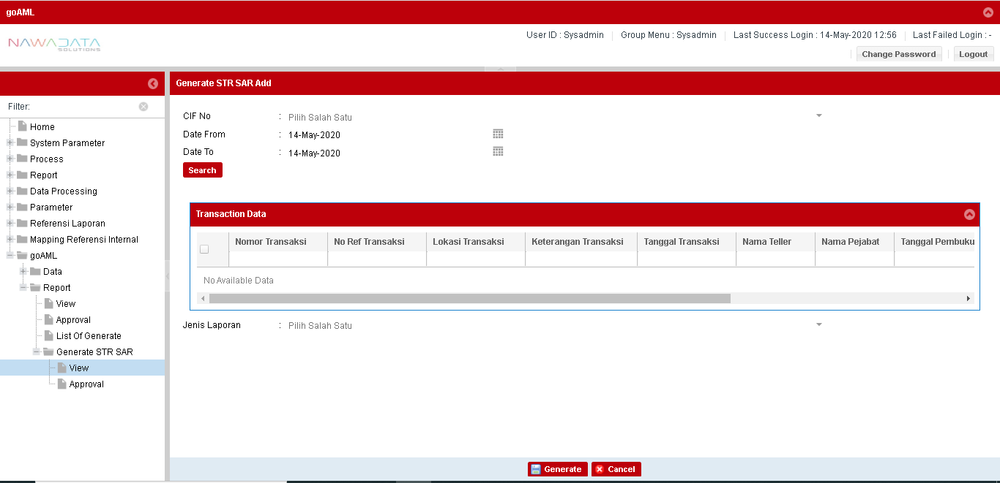 goAML
NAWADATA
SOLUTIONS
User ID : Sysadmin
Group Menu : Sysadmin
Last Success Login : 14-May-2020 12:56
Last Failed Login : -
Change Password
Logout
Filter:
Home
System Parameter
Process
Report
Data Processing
Parameter
Referensi Laporan
Mapping Referensi Internal
goAML
Data
Report
View
Approval
List Of Generate
Generate STR SAR
View
Approval
Generate STR SAR Add
CIF No : Pilih Salah Satu
Date From : 14-May-2020
Date To : 14-May-2020
Search
Transaction Data
Nomor Transaksi No Ref Transaksi Lokasi Transaksi Keterangan Transaksi Tanggal Transaksi Nama Teller Nama Pejabat Tanggal Pembuku
No Available Data
Jenis Laporan : Pilih Salah Satu
Generate
Cancel